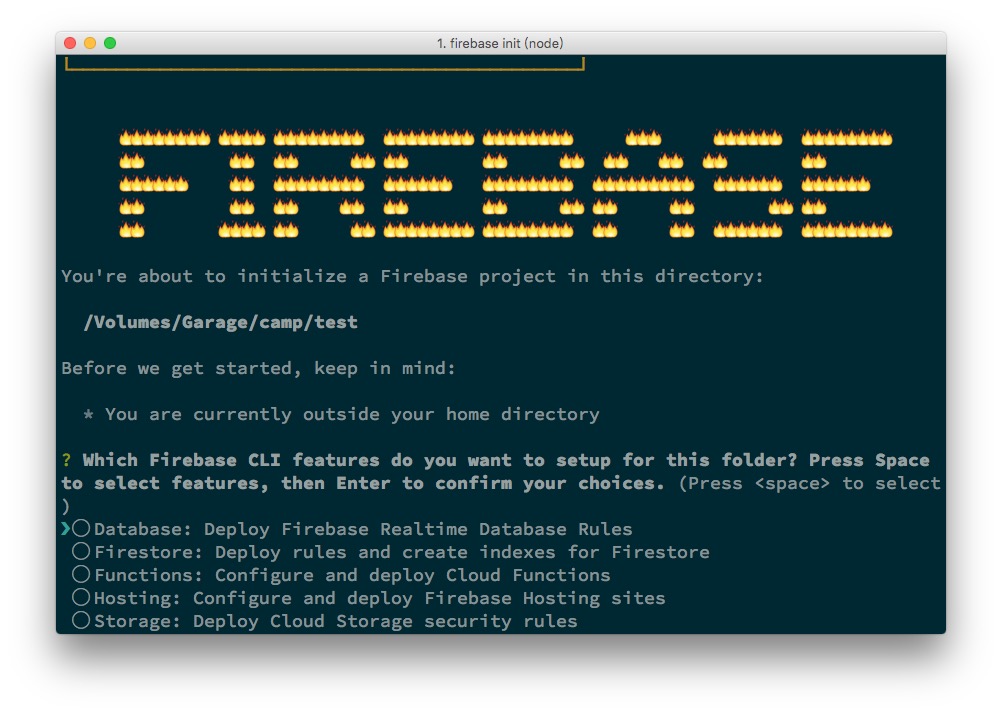 1. firebase init (node)
FIREBASE
You're about to initialize a Firebase project in this directory:
/Volumes/Garage/camp/test
Before we get started, keep in mind:
* You are currently outside your home directory
? Which Firebase CLI features do you want to setup for this folder? Press Space
to select features, then Enter to confirm your choices. (Press <space> to select
)
❯◯Database: Deploy Firebase Realtime Database Rules
◯Firestore: Deploy rules and create indexes for Firestore
◯Functions: Configure and deploy Cloud Functions
◯Hosting: Configure and deploy Firebase Hosting sites
◯Storage: Deploy Cloud Storage security rules